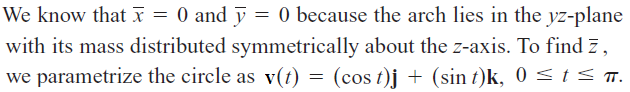 We know that x̅ = 0 and y̅ = 0 because the arch lies in the yz-plane
with its mass distributed symmetrically about the z-axis. To find z̅ ,
we parametrize the circle as v(t) = (cos t)j + (sin t)k, 0 ≤ t ≤ π.